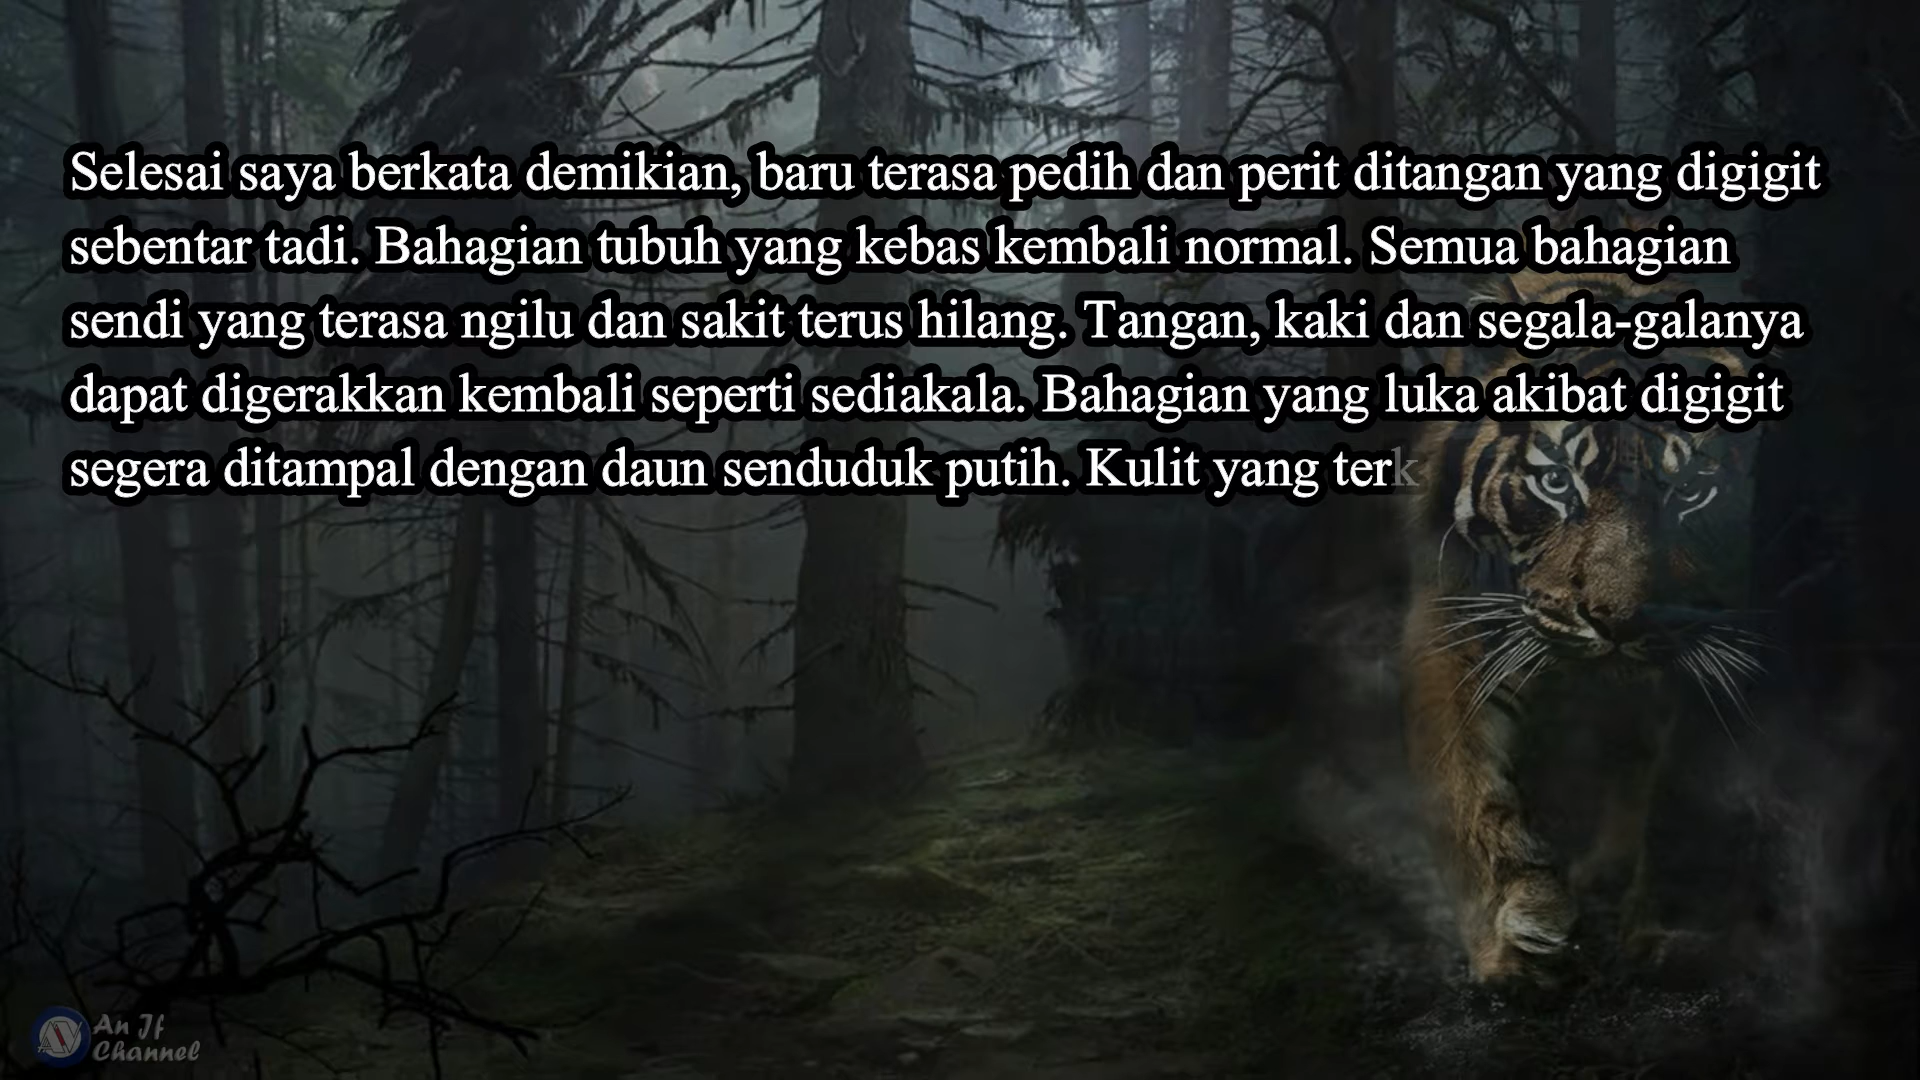 Selesai saya berkata demikian, baru terasa pedih dan perit ditangan yang digigit
sebentar tadi. Bahagian tubuh yang kebas kembali normal. Semua bahagian
sendi yang terasa ngilu dan sakit terus hilang. Tangan, kaki dan segala-galanya
dapat digerakkan kembali seperti sediakala. Bahagian yang luka akibat digigit
segera ditampal dengan daun senduduk putih. Kulit yang terk
An Jf
Channel